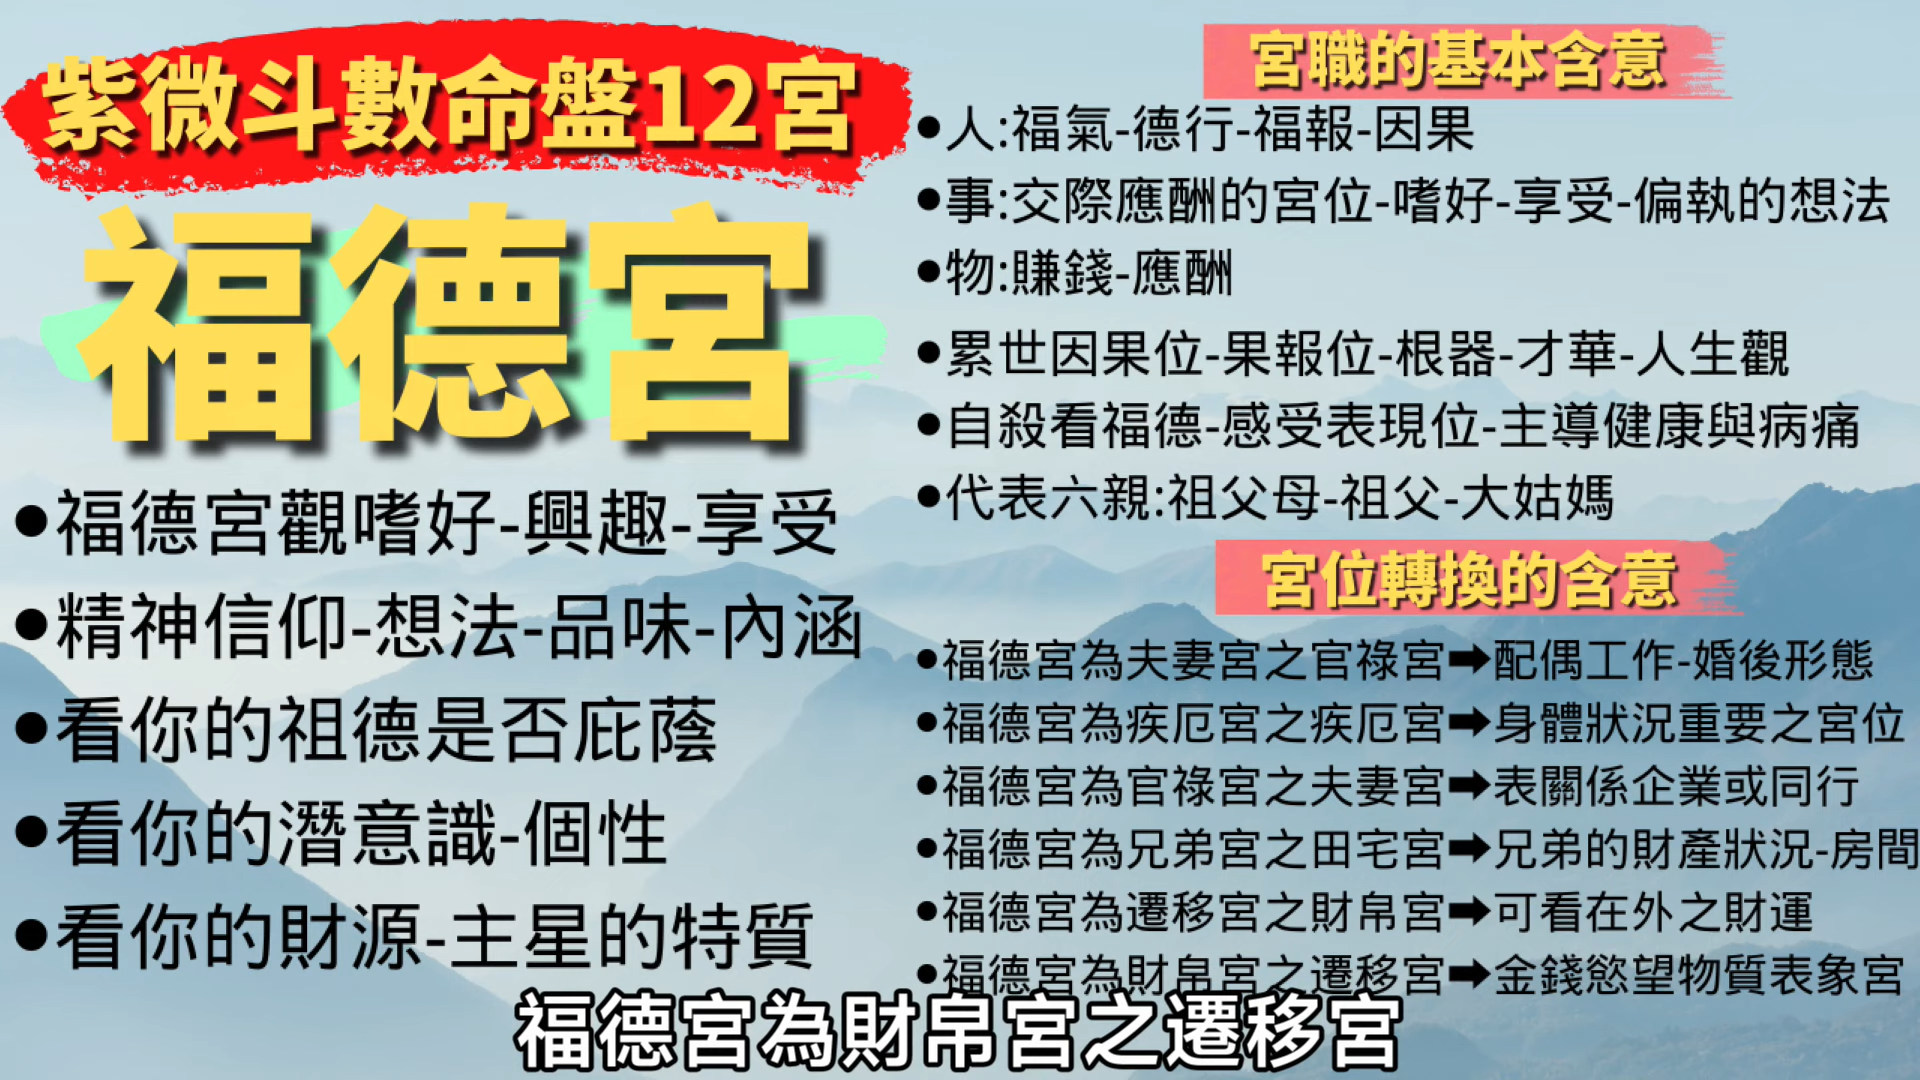 紫微斗數命盤12宮
福德宮
●福德宮觀嗜好-興趣-享受
●精神信仰-想法-品味-內涵
●看你的祖德是否庇蔭
●看你的潛意識-個性
●看你的財源-主星的特質
宮職的基本含意
●人:福氣-德行-福報-因果
●事:交際應酬的宮位-嗜好-享受-偏執的想法
●物:賺錢-應酬
●累世因果位-果報位-根器-才華-人生觀
●自殺看福德-感受表現位-主導健康與病痛
●代表六親:祖父母-祖父-大姑媽
宮位轉換的含意
●福德宮為夫妻宮之官祿宮➡配偶工作-婚後形態
●福德宮為疾厄宮之疾厄宮➡身體狀況重要之宮位
●福德宮為官祿宮之夫妻宮➡表關係企業或同行
●福德宮為兄弟宮之田宅宮➡兄弟的財產狀況-房間
●福德宮為遷移宮之財帛宮➡可看在外之財運
●福德宮為財帛宮之遷移宮➡金錢慾望物質表象宮
福德宮為財帛宮之遷移宮